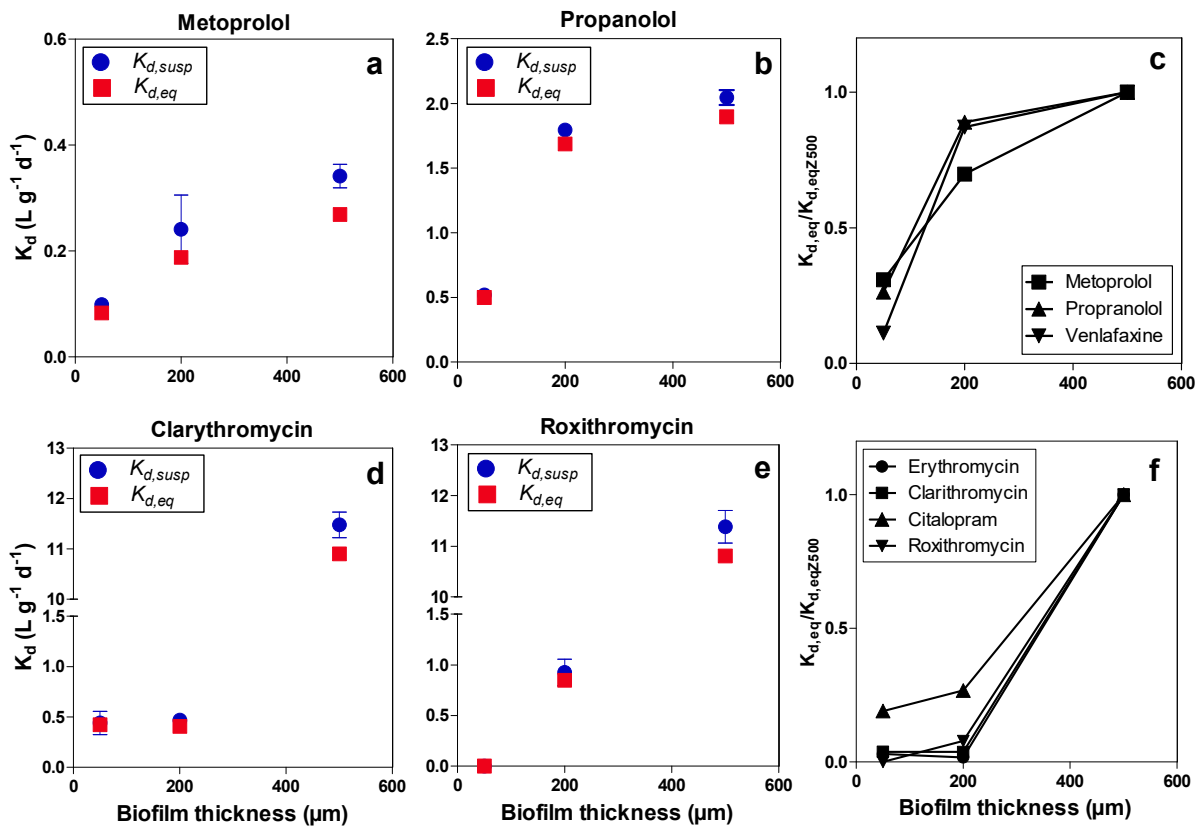 Metoprolol
a
K_d,susp
K_d,eq
K_d (L g⁻¹ d⁻¹)
0.6
0.4
0.2
0.0
0
200
400
600
Propanolol
b
K_d,susp
K_d,eq
2.5
2.0
1.5
1.0
0.5
0.0
0
200
400
600
c
K_d,eq/K_d,eqZ500
1.0
0.5
0.0
Metoprolol
Propranolol
Venlafaxine
0
200
400
600
Clarythromycin
d
K_d,susp
K_d,eq
K_d (L g⁻¹ d⁻¹)
13
12
11
10
1.5
1.0
0.5
0.0
0
200
400
600
Biofilm thickness (µm)
Roxithromycin
e
K_d,susp
K_d,eq
13
12
11
10
1.5
1.0
0.5
0.0
0
200
400
600
Biofilm thickness (µm)
f
Erythromycin
Clarithromycin
Citalopram
Roxithromycin
K_d,eq/K_d,eqZ500
1.0
0.5
0.0
0
200
400
600
Biofilm thickness (µm)